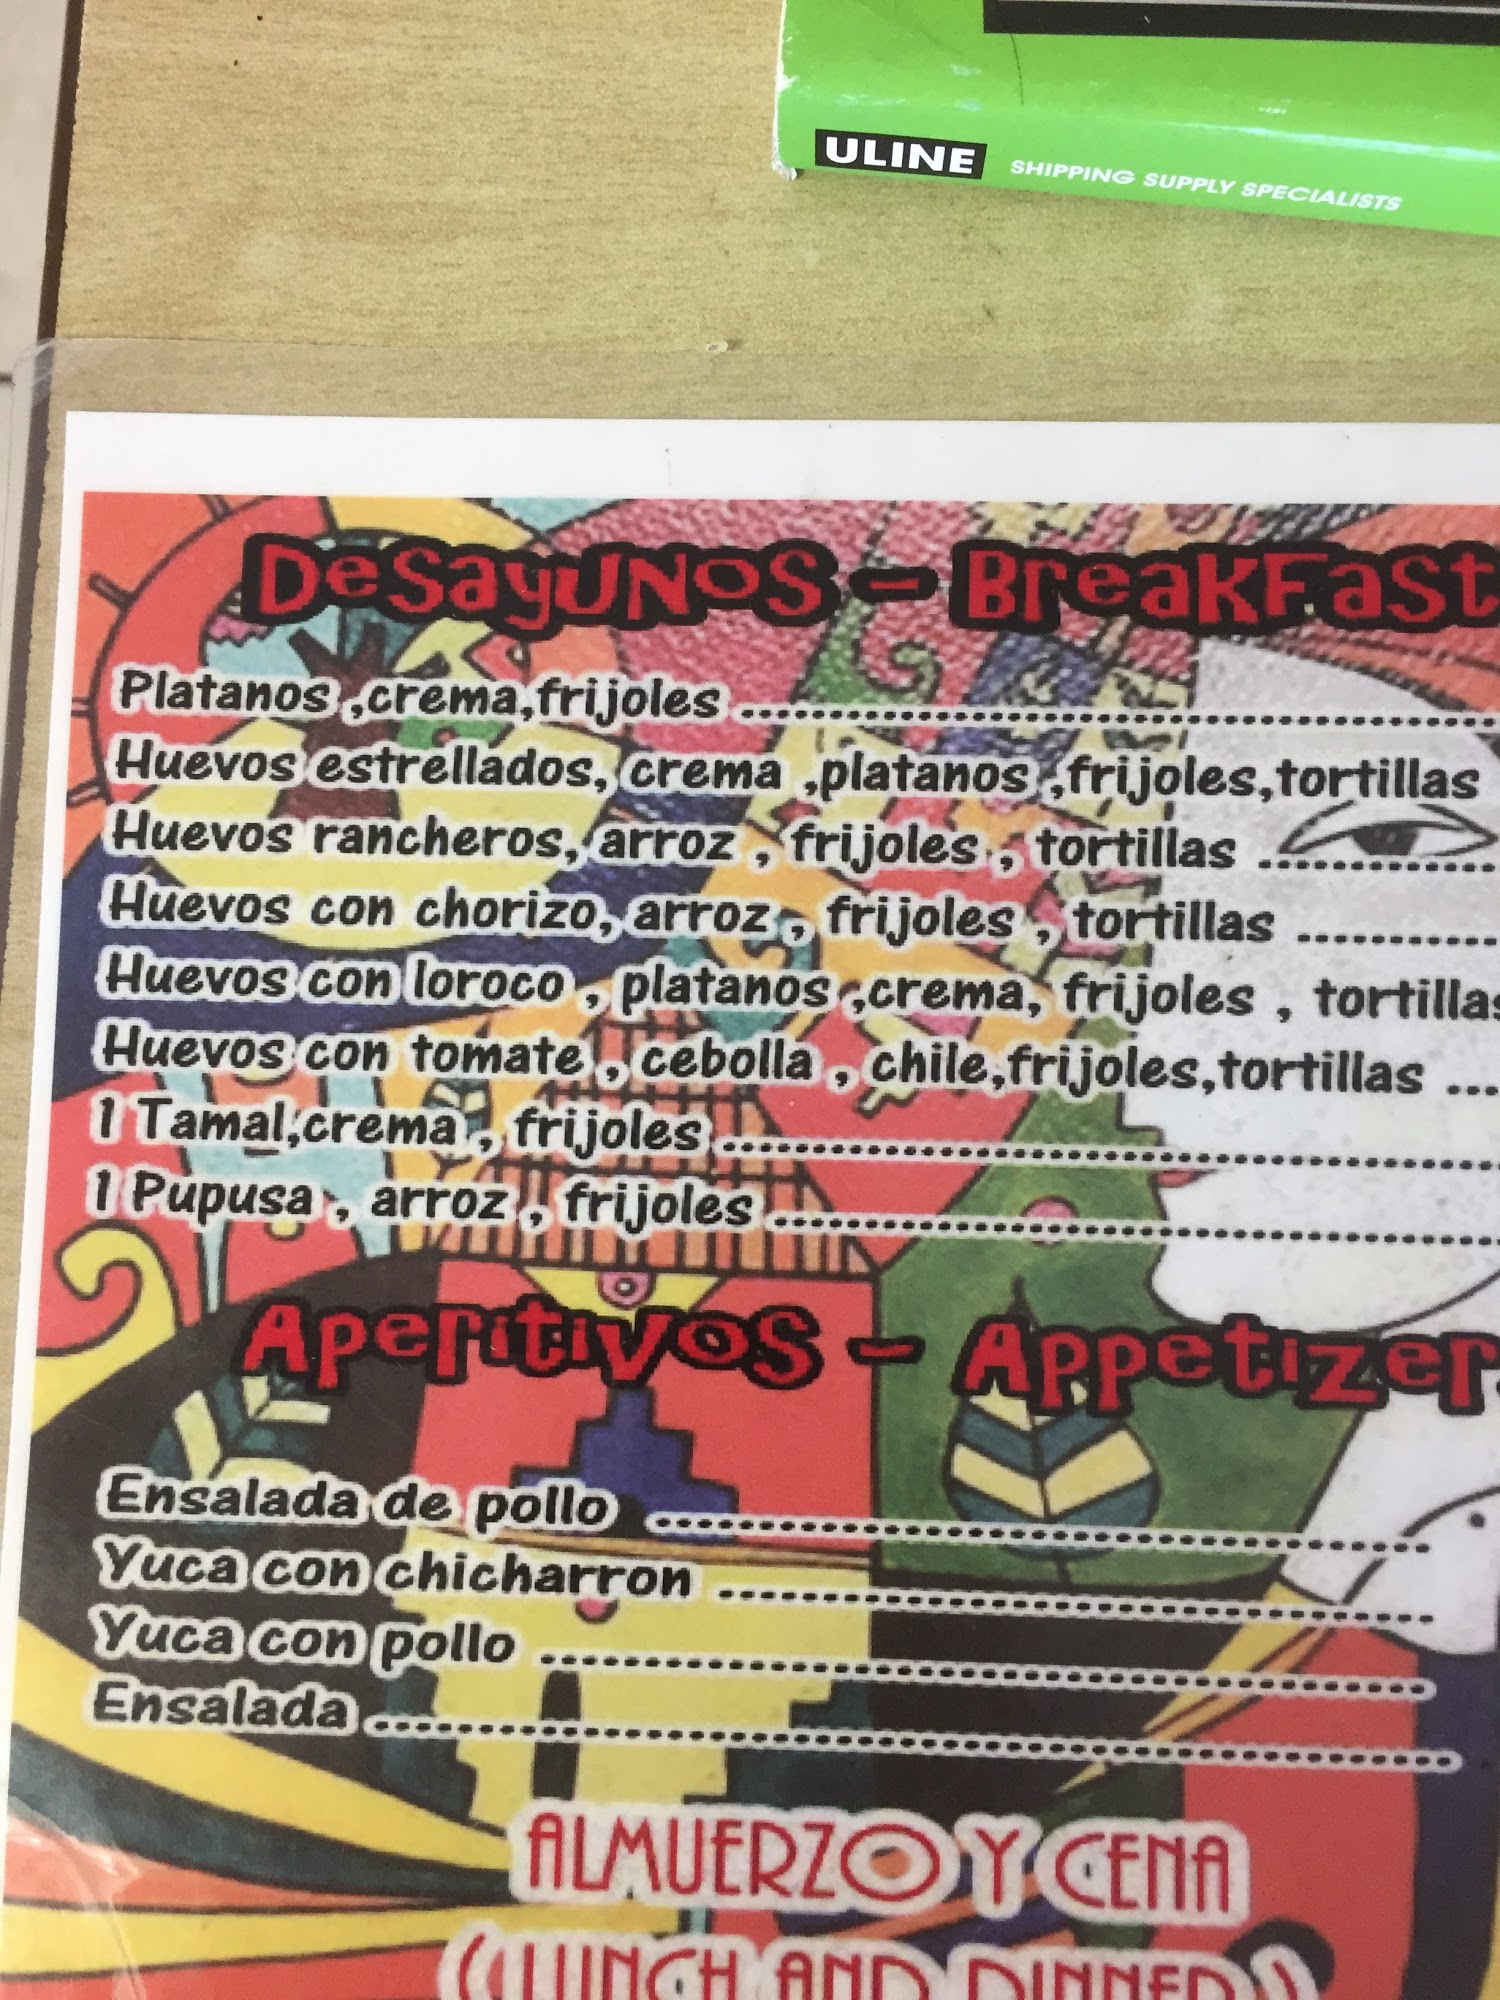 ULINE SHIPPING SUPPLY SPECIALISTS
Desayunos - Breakfast
Platanos ,crema,frijoles
Huevos estrellados, crema ,platanos ,frijoles,tortillas
Huevos rancheros, arroz , frijoles , tortillas
Huevos con chorizo, arroz , frijoles , tortillas
Huevos con loroco , platanos ,crema, frijoles , tortillas
Huevos con tomate , cebolla , chile,frijoles,tortillas
1 Tamal,crema , frijoles
1 Pupusa , arroz , frijoles
Aperitivos - Appetizer
Ensalada de pollo
Yuca con chicharron
Yuca con pollo
Ensalada
ALMUERZO Y CENA
( LUNCH AND DINNER )